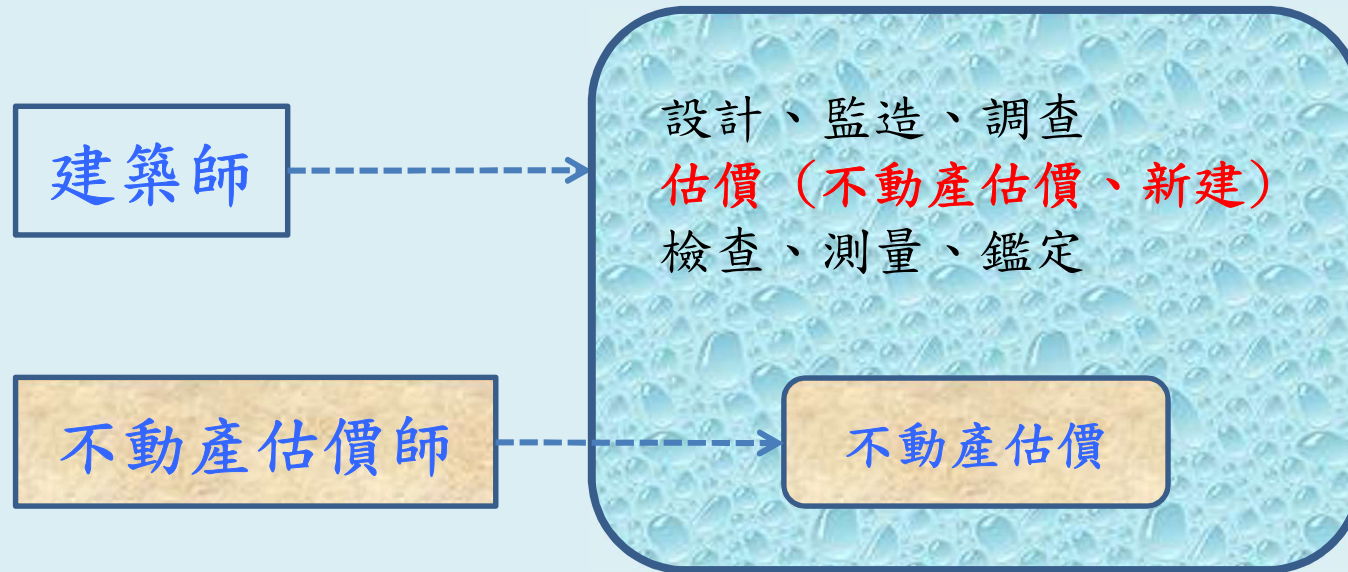 建築師
設計、監造、調查
估價（不動產估價、新建）
檢查、測量、鑑定
不動產估價師
不動產估價